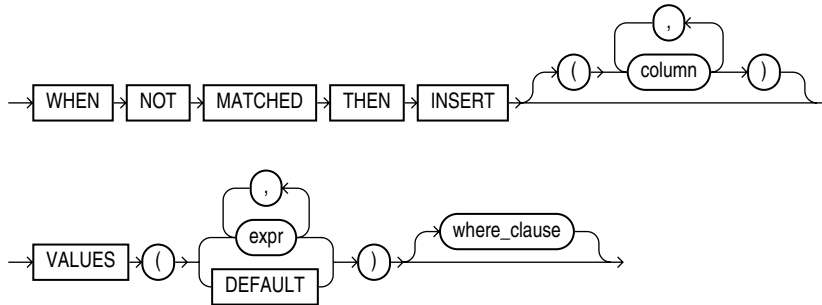 ,
( column )
WHEN NOT MATCHED THEN INSERT
,
expr where_clause
VALUES ( )
DEFAULT